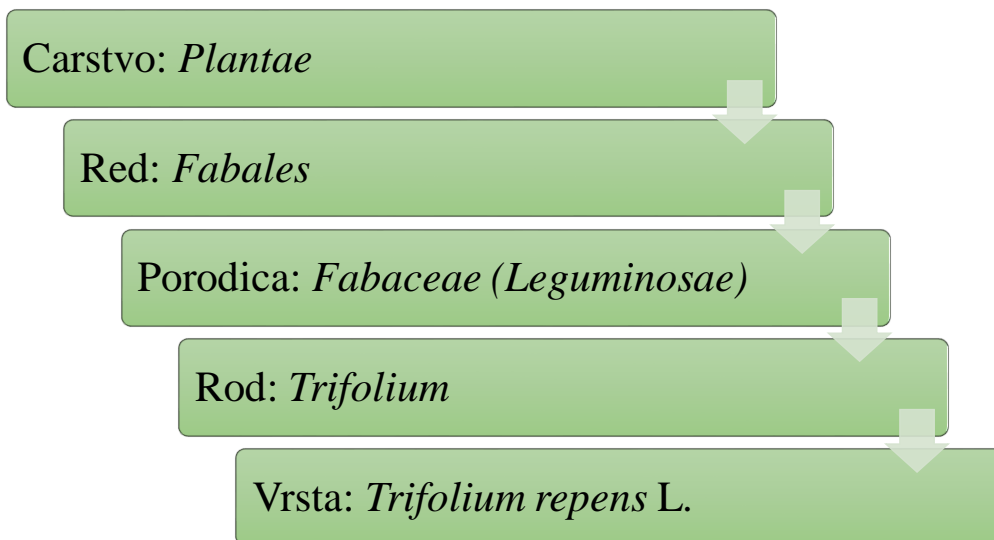 Carstvo: Plantae
Red: Fabales
Porodica: Fabaceae (Leguminosae)
Rod: Trifolium
Vrsta: Trifolium repens L.